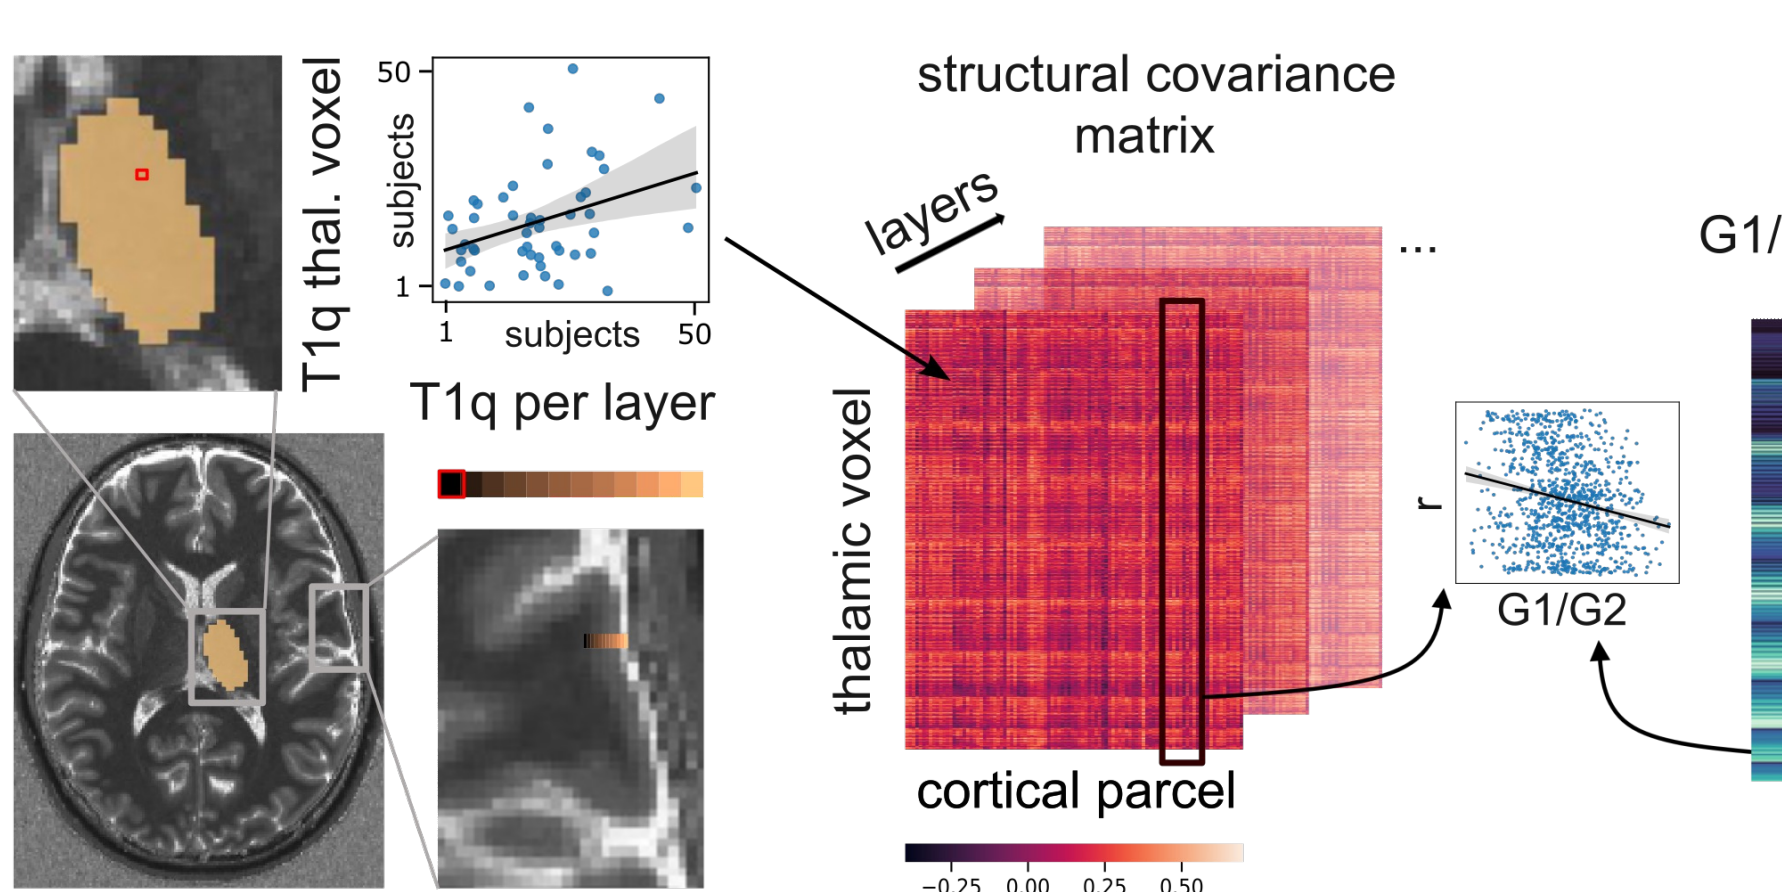 T1q thal. voxel
50
subjects
1
1
subjects
50
T1q per layer
structural covariance
matrix
layers
...
thalamic voxel
cortical parcel
−0.25
0.00
0.25
0.50
r
G1/G2
G1/